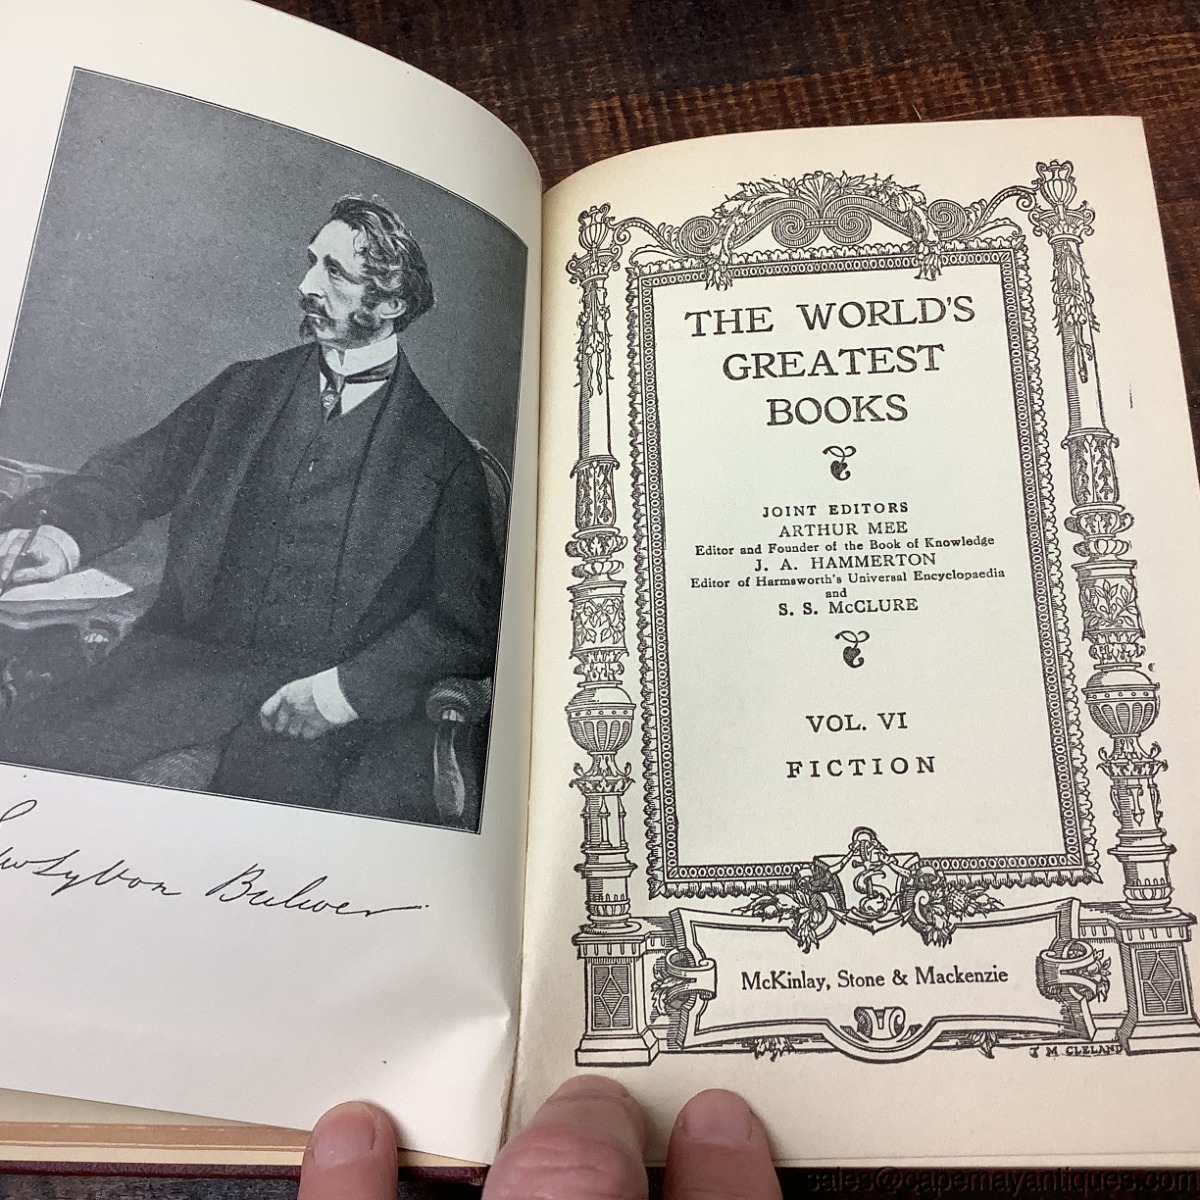 Lytton Bulwer
THE WORLD'S
GREATEST
BOOKS
JOINT EDITORS
ARTHUR MEE
Editor and Founder of the Book of Knowledge
J. A. HAMMERTON
Editor of Harmsworth's Universal Encyclopaedia
and
S. S. McCLURE
VOL. VI
FICTION
McKinlay, Stone & Mackenzie
T M CLELAND
sales@capemayantiques.com